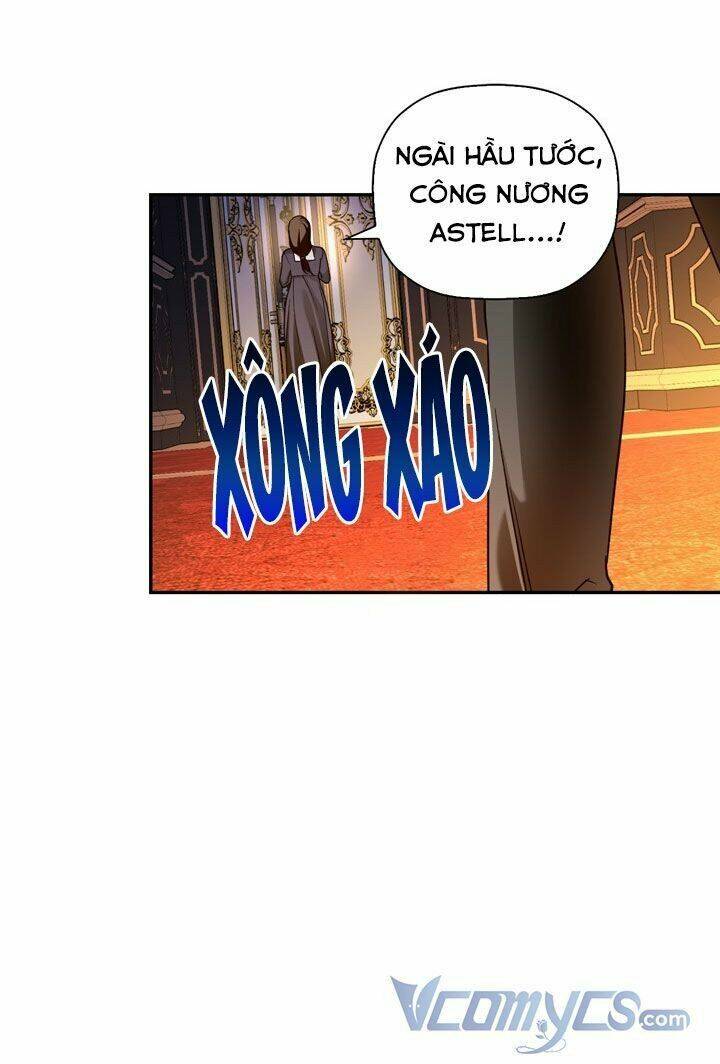 NGÀI HẦU TƯỚC,
CÔNG NƯƠNG
ASTELL...!
XÔNG XÁO
VCOMYCS.com